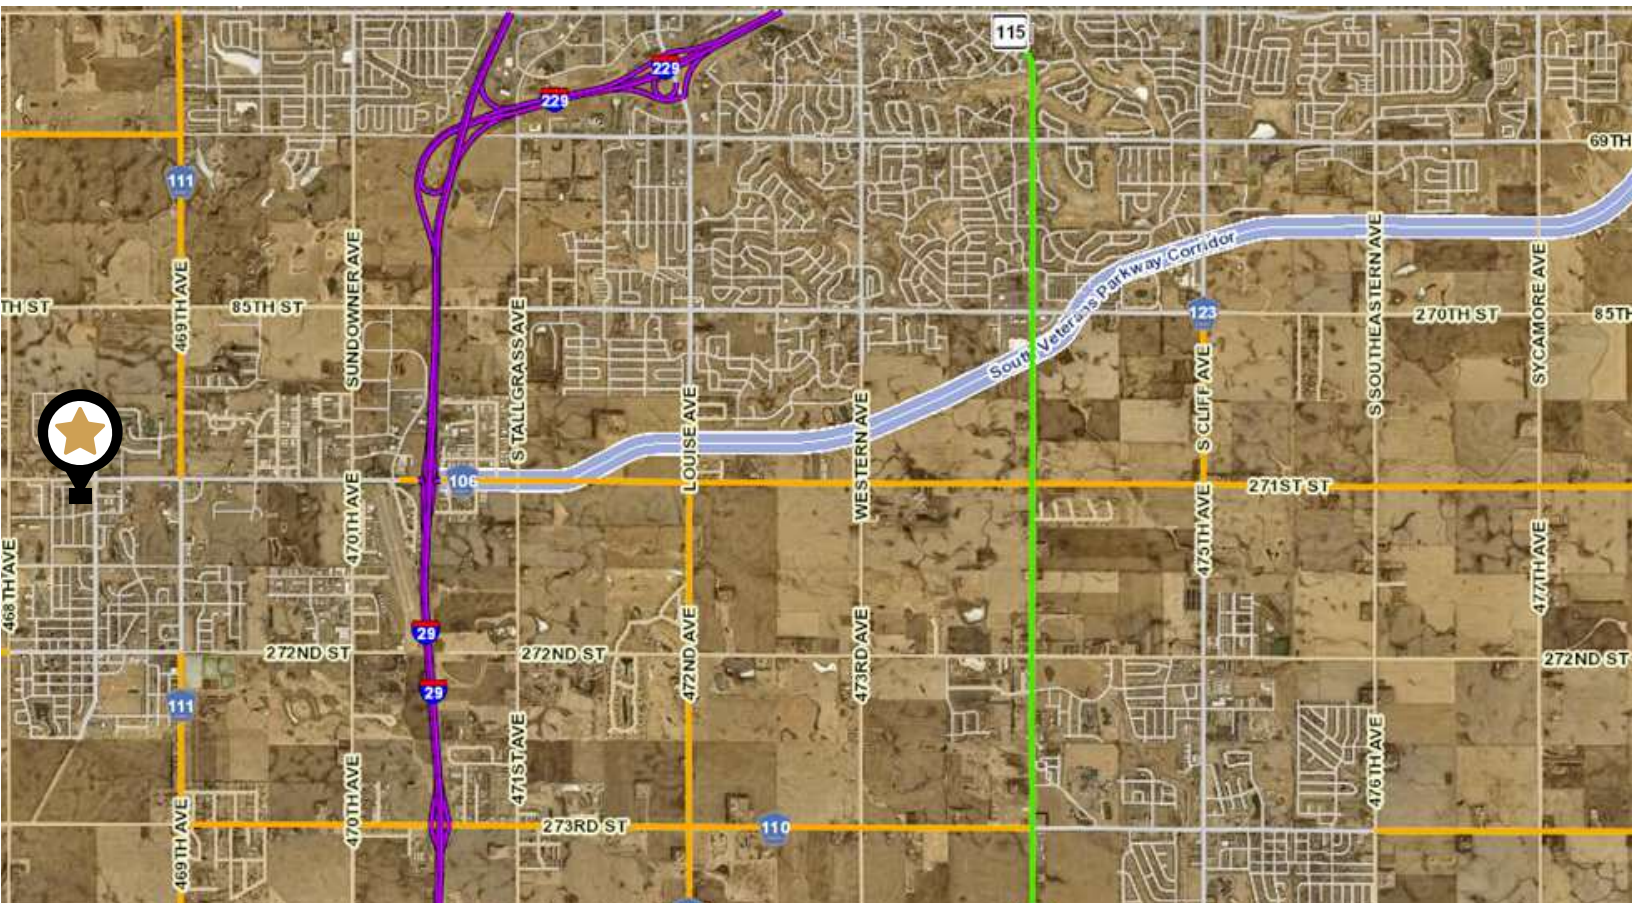 115
229
229
69TH
111
469TH AVE
SUNDOWNER AVE
S TALLGRASS AVE
South Veterans Parkway Corridor
S SOUTHEASTERN AVE
SYCAMORE AVE
TH ST
85TH ST
123
270TH ST
85TH
S CLIFF AVE
LOUISE AVE
WESTERN AVE
106
271ST ST
468TH AVE
470TH AVE
475TH AVE
477TH AVE
29
272ND ST
272ND ST
472ND AVE
473RD AVE
272ND ST
29
111
469TH AVE
470TH AVE
471ST AVE
476TH AVE
273RD ST
110